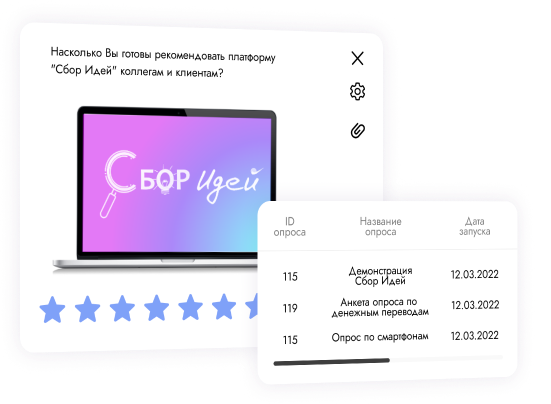 Насколько Вы готовы рекомендовать платформу
"Сбор Идей" коллегам и клиентам?
Сбор Идей
ID
опроса
Название
опроса
Дата
запуска
115
Демонстрация
Сбор Идей
12.03.2022
119
Анкета опроса по
денежным переводам
12.03.2022
115
Опрос по смартфонам
12.03.2022